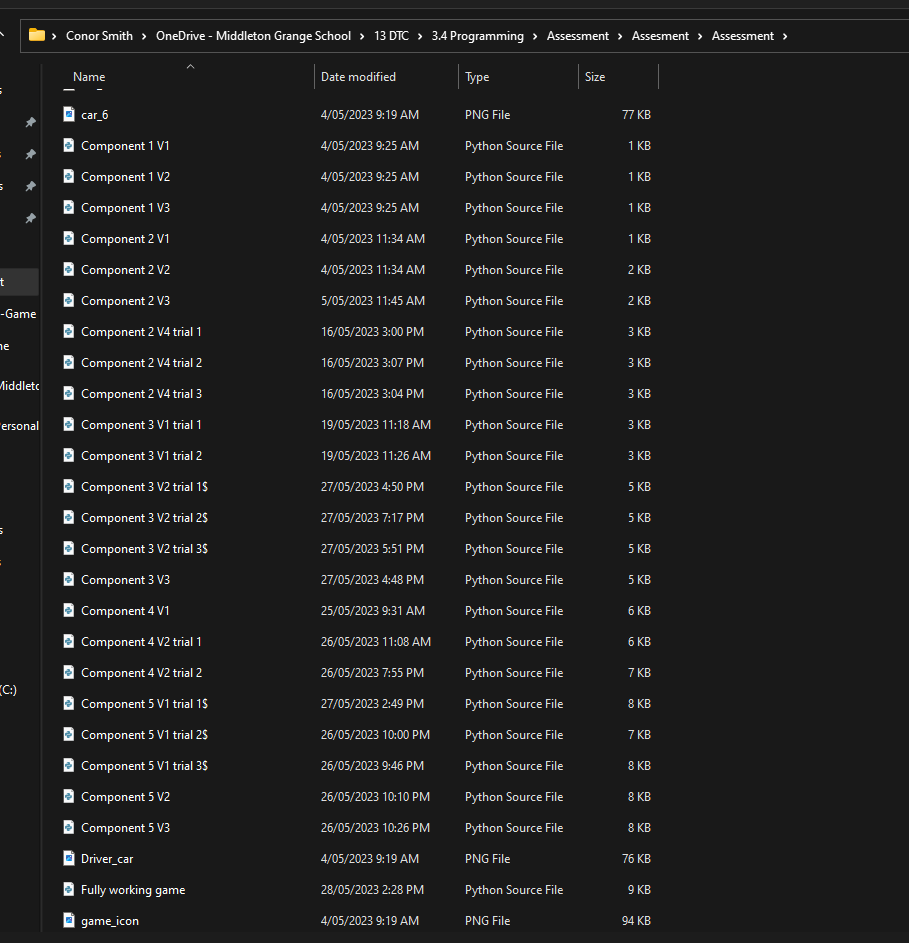 Conor Smith > OneDrive - Middleton Grange School > 13 DTC > 3.4 Programming > Assessment > Assesment > Assessment >
Name Date modified Type Size
car_6 4/05/2023 9:19 AM PNG File 77 KB
Component 1 V1 4/05/2023 9:25 AM Python Source File 1 KB
Component 1 V2 4/05/2023 9:25 AM Python Source File 1 KB
Component 1 V3 4/05/2023 9:25 AM Python Source File 1 KB
Component 2 V1 4/05/2023 11:34 AM Python Source File 1 KB
Component 2 V2 4/05/2023 11:34 AM Python Source File 2 KB
t
-Game Component 2 V3 5/05/2023 11:45 AM Python Source File 2 KB
ne Component 2 V4 trial 1 16/05/2023 3:00 PM Python Source File 3 KB
Component 2 V4 trial 2 16/05/2023 3:07 PM Python Source File 3 KB
Middleto Component 2 V4 trial 3 16/05/2023 3:04 PM Python Source File 3 KB
ersonal Component 3 V1 trial 1 19/05/2023 11:18 AM Python Source File 3 KB
Component 3 V1 trial 2 19/05/2023 11:26 AM Python Source File 3 KB
Component 3 V2 trial 1$ 27/05/2023 4:50 PM Python Source File 5 KB
Component 3 V2 trial 2$ 27/05/2023 7:17 PM Python Source File 5 KB
Component 3 V2 trial 3$ 27/05/2023 5:51 PM Python Source File 5 KB
Component 3 V3 27/05/2023 4:48 PM Python Source File 5 KB
Component 4 V1 25/05/2023 9:31 AM Python Source File 6 KB
Component 4 V2 trial 1 26/05/2023 11:08 AM Python Source File 6 KB
Component 4 V2 trial 2 26/05/2023 7:55 PM Python Source File 7 KB
(C:)
Component 5 V1 trial 1$ 27/05/2023 2:49 PM Python Source File 8 KB
Component 5 V1 trial 2$ 26/05/2023 10:00 PM Python Source File 7 KB
Component 5 V1 trial 3$ 26/05/2023 9:46 PM Python Source File 8 KB
Component 5 V2 26/05/2023 10:10 PM Python Source File 8 KB
Component 5 V3 26/05/2023 10:26 PM Python Source File 8 KB
Driver_car 4/05/2023 9:19 AM PNG File 76 KB
Fully working game 28/05/2023 2:28 PM Python Source File 9 KB
game_icon 4/05/2023 9:19 AM PNG File 94 KB